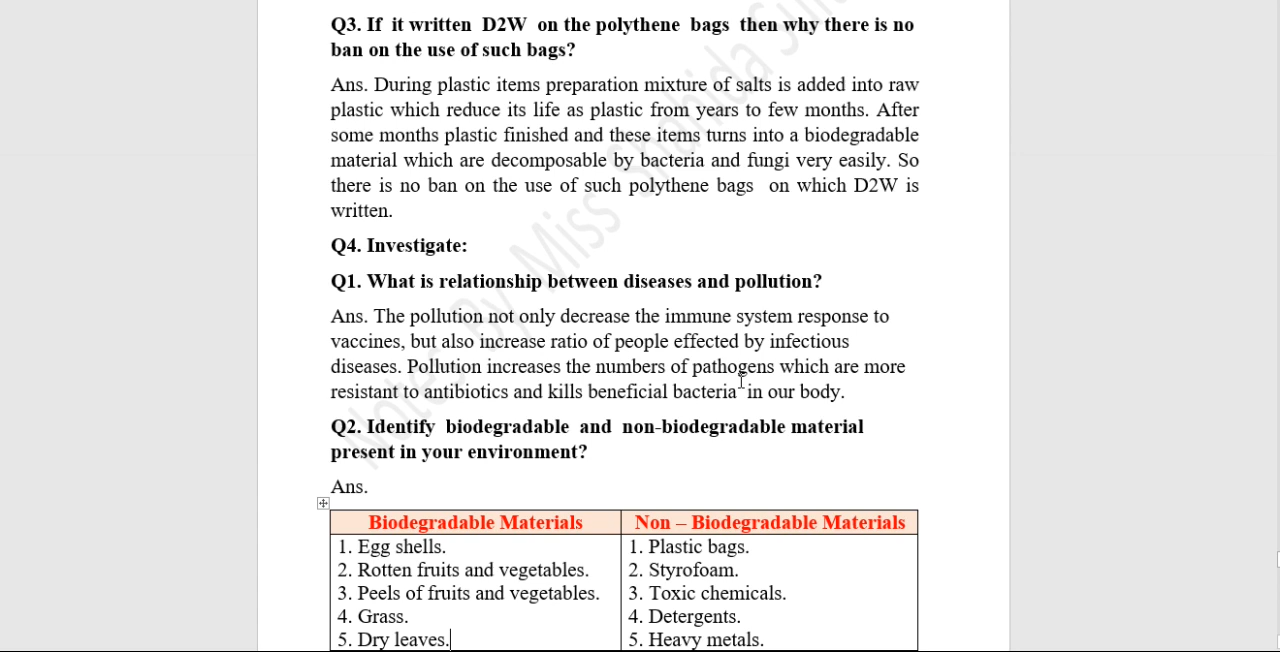 Q3. If it written D2W on the polythene bags then why there is no
ban on the use of such bags?
Ans. During plastic items preparation mixture of salts is added into raw
plastic which reduce its life as plastic from years to few months. After
some months plastic finished and these items turns into a biodegradable
material which are decomposable by bacteria and fungi very easily. So
there is no ban on the use of such polythene bags on which D2W is
written.
Q4. Investigate:
Q1. What is relationship between diseases and pollution?
Ans. The pollution not only decrease the immune system response to
vaccines, but also increase ratio of people effected by infectious
diseases. Pollution increases the numbers of pathogens which are more
resistant to antibiotics and kills beneficial bacteria in our body.
Q2. Identify biodegradable and non-biodegradable material
present in your environment?
Ans.
Biodegradable Materials Non – Biodegradable Materials
1. Egg shells. 1. Plastic bags.
2. Rotten fruits and vegetables. 2. Styrofoam.
3. Peels of fruits and vegetables. 3. Toxic chemicals.
4. Grass. 4. Detergents.
5. Dry leaves. 5. Heavy metals.
Notes By Miss Shahida